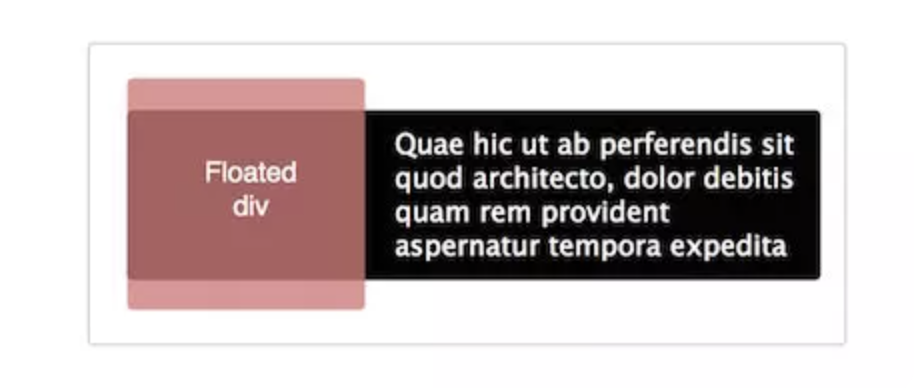 Floated
div
Quae hic ut ab perferendis sit
quod architecto, dolor debitis
quam rem provident
aspernatur tempora expedita